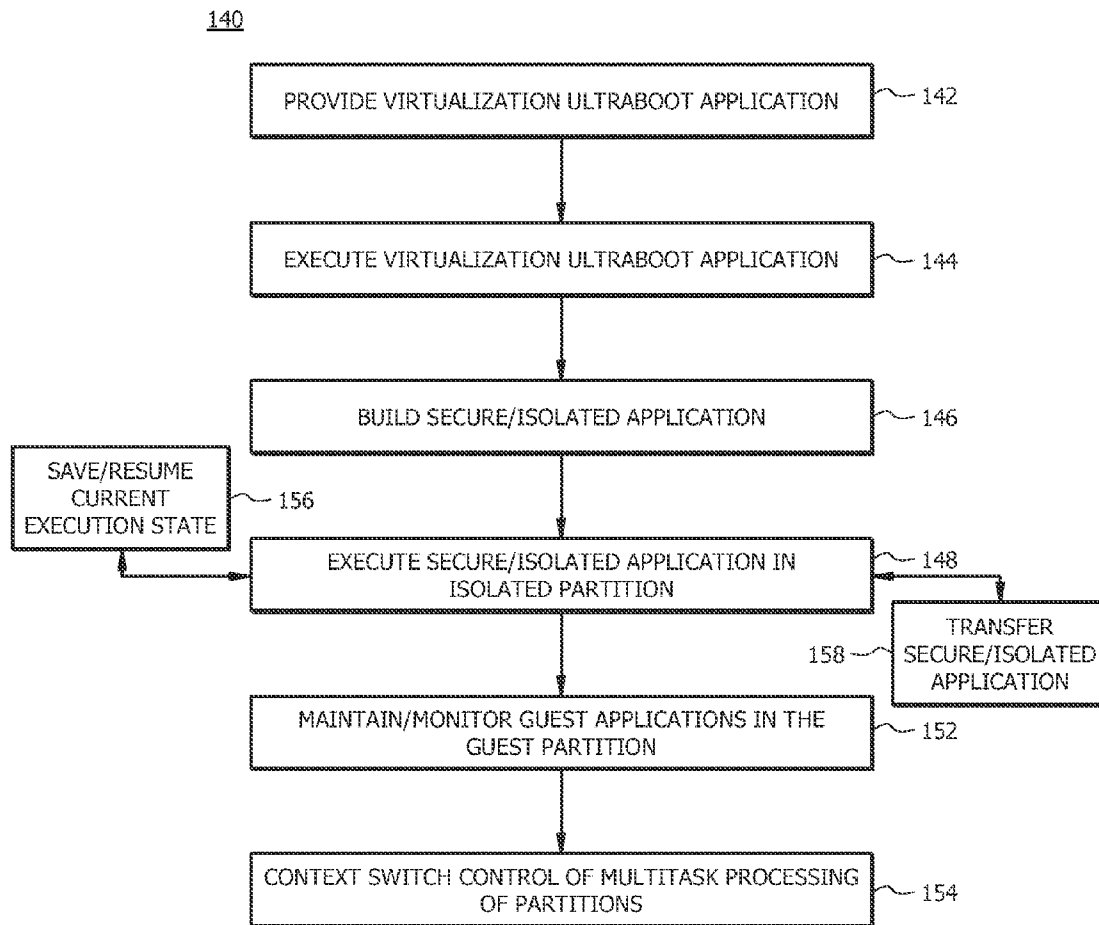 140
PROVIDE VIRTUALIZATION ULTRABOOT APPLICATION
142
EXECUTE VIRTUALIZATION ULTRABOOT APPLICATION
144
BUILD SECURE/ISOLATED APPLICATION
146
SAVE/RESUME
CURRENT
EXECUTION STATE
156
EXECUTE SECURE/ISOLATED APPLICATION IN
ISOLATED PARTITION
148
TRANSFER
SECURE/ISOLATED
APPLICATION
158
MAINTAIN/MONITOR GUEST APPLICATIONS IN THE
GUEST PARTITION
152
CONTEXT SWITCH CONTROL OF MULTITASK PROCESSING
OF PARTITIONS
154